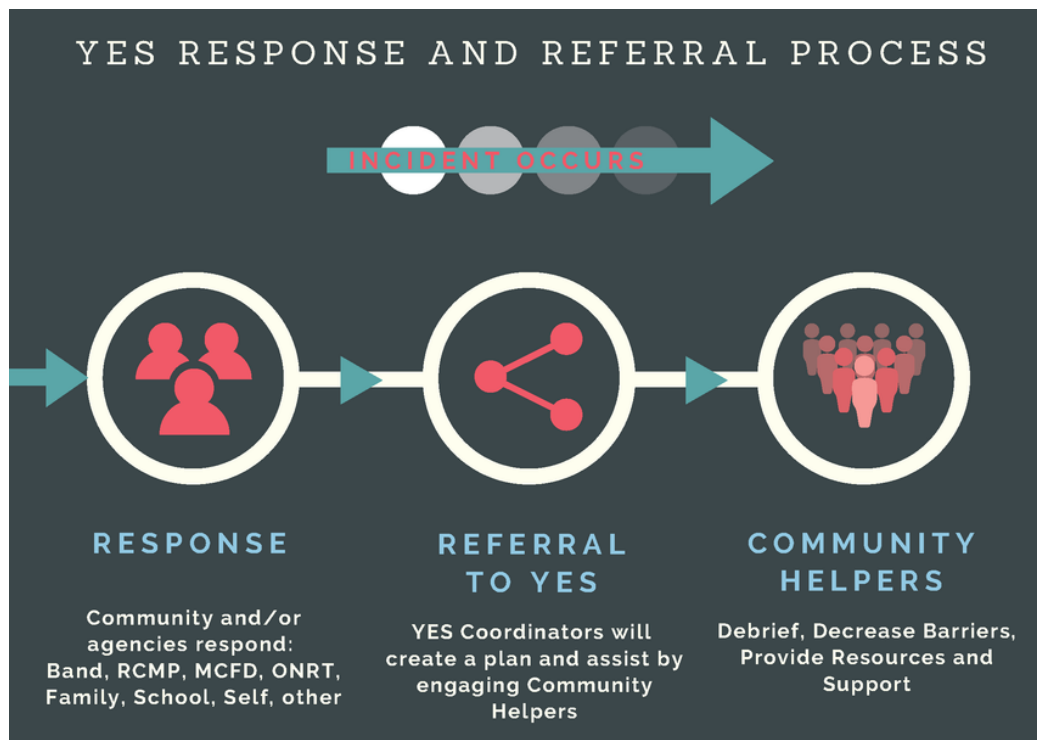 YES RESPONSE AND REFERRAL PROCESS
INCIDENT OCCURS
RESPONSE
Community and/or
agencies respond:
Band, RCMP, MCFD, ONRT,
Family, School, Self, other
REFERRAL
TO YES
YES Coordinators will
create a plan and assist by
engaging Community
Helpers
COMMUNITY
HELPERS
Debrief, Decrease Barriers,
Provide Resources and
Support